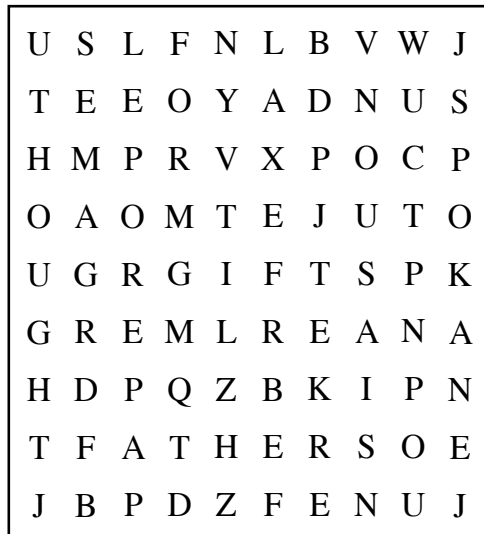 U S L F N L B V W J
T E E O Y A D N U S
H M P R V X P O C P
O A O M T E J U T O
U G R G I F T S P K
G R E M L R E A N A
H D P Q Z B K I P N
T F A T H E R S O E
J B P D Z F E N U J